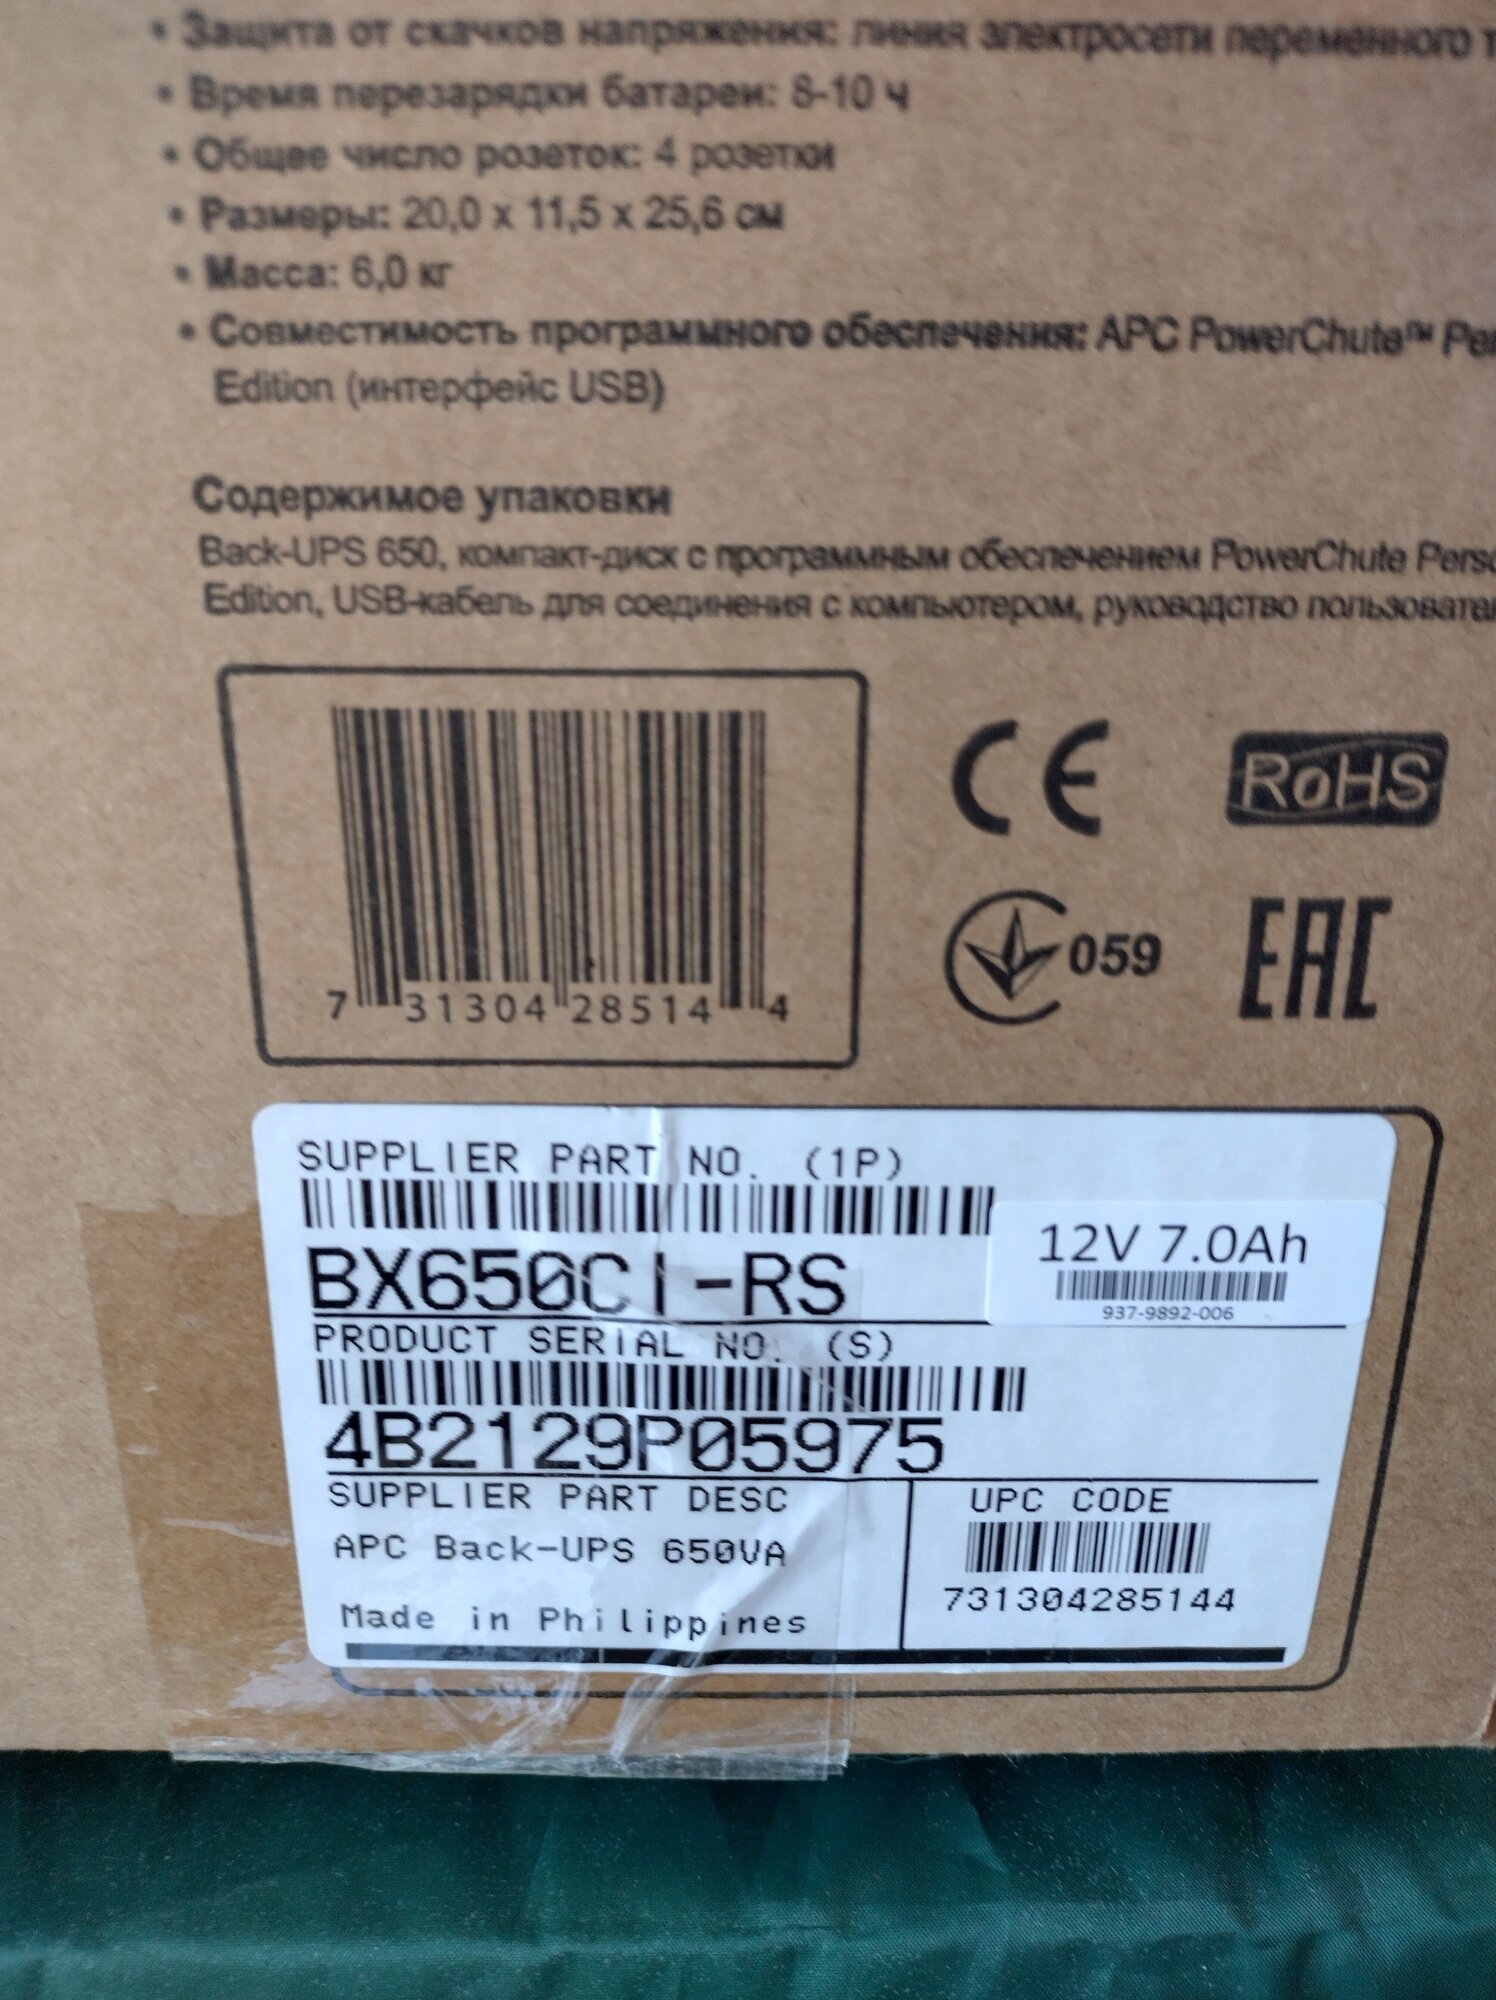 • Защита от скачков напряжения: линия электросети переменного
• Время перезарядки батареи: 8-10 ч
• Общее число розеток: 4 розетки
• Размеры: 20,0 x 11,5 x 25,6 см
• Масса: 6,0 кг
• Совместимость программного обеспечения: APC PowerChute™
Edition (интерфейс USB)
Содержимое упаковки
Back-UPS 650, компакт-диск с программным обеспечением PowerChute
Edition, USB-кабель для соединения с компьютером, руководство
7 31304 28514 4
CE
RoHS
059
EAC
SUPPLIER PART NO. (1P)
BX650CI-RS
12V 7.0Ah
937-9892-006
PRODUCT SERIAL NO. (S)
4B2129P05975
SUPPLIER PART DESC
APC Back-UPS 650VA
Made in Philippines
UPC CODE
731304285144